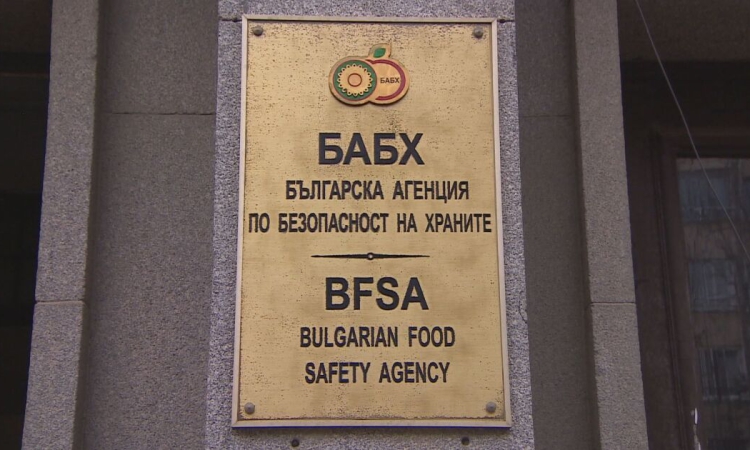 БАБХ
БАБХ
БЪЛГАРСКА АГЕНЦИЯ
ПО БЕЗОПАСНОСТ НА ХРАНИТЕ
BFSA
BULGARIAN FOOD
SAFETY AGENCY